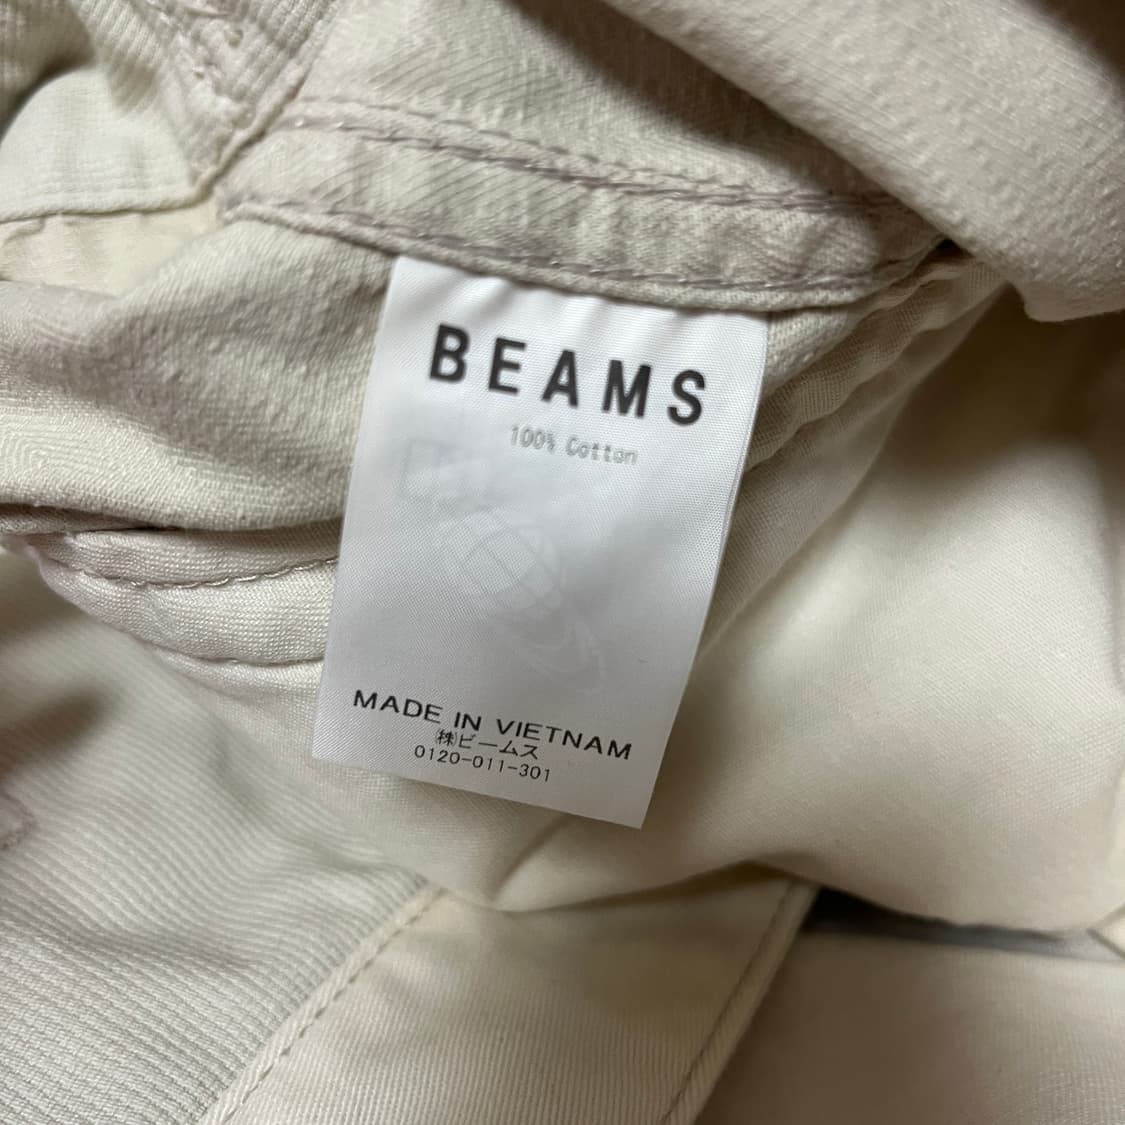 BEAMS
100% Cotton
MADE IN VIETNAM
㈱ビームス
0120-011-301